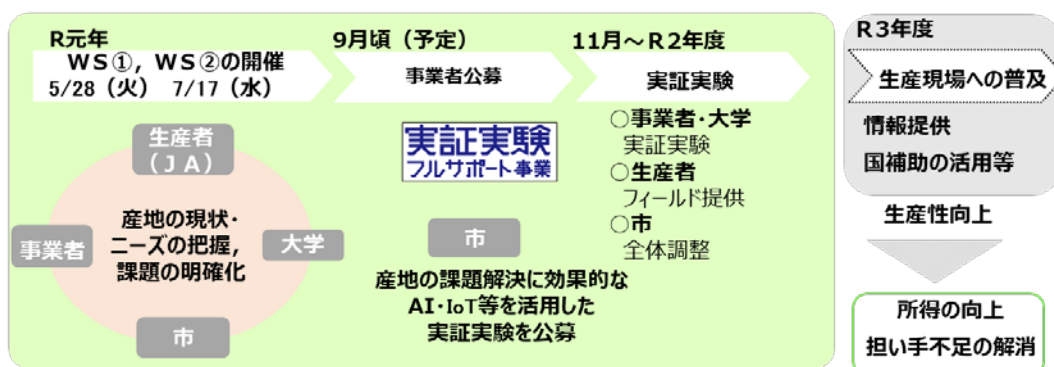 R元年
WS①，WS②の開催
5/28（火） 7/17（水）
生産者
（ＪＡ）
事業者
産地の現状・
ニーズの把握，
課題の明確化
大学
市
9月頃（予定）
事業者公募
実証実験
フルサポート事業
市
産地の課題解決に効果的な
AI・IoT等を活用した
実証実験を公募
11月～R2年度
実証実験
○事業者・大学
実証実験
○生産者
フィールド提供
○市
全体調整
R3年度
生産現場への普及
情報提供
国補助の活用等
生産性向上
所得の向上
担い手不足の解消